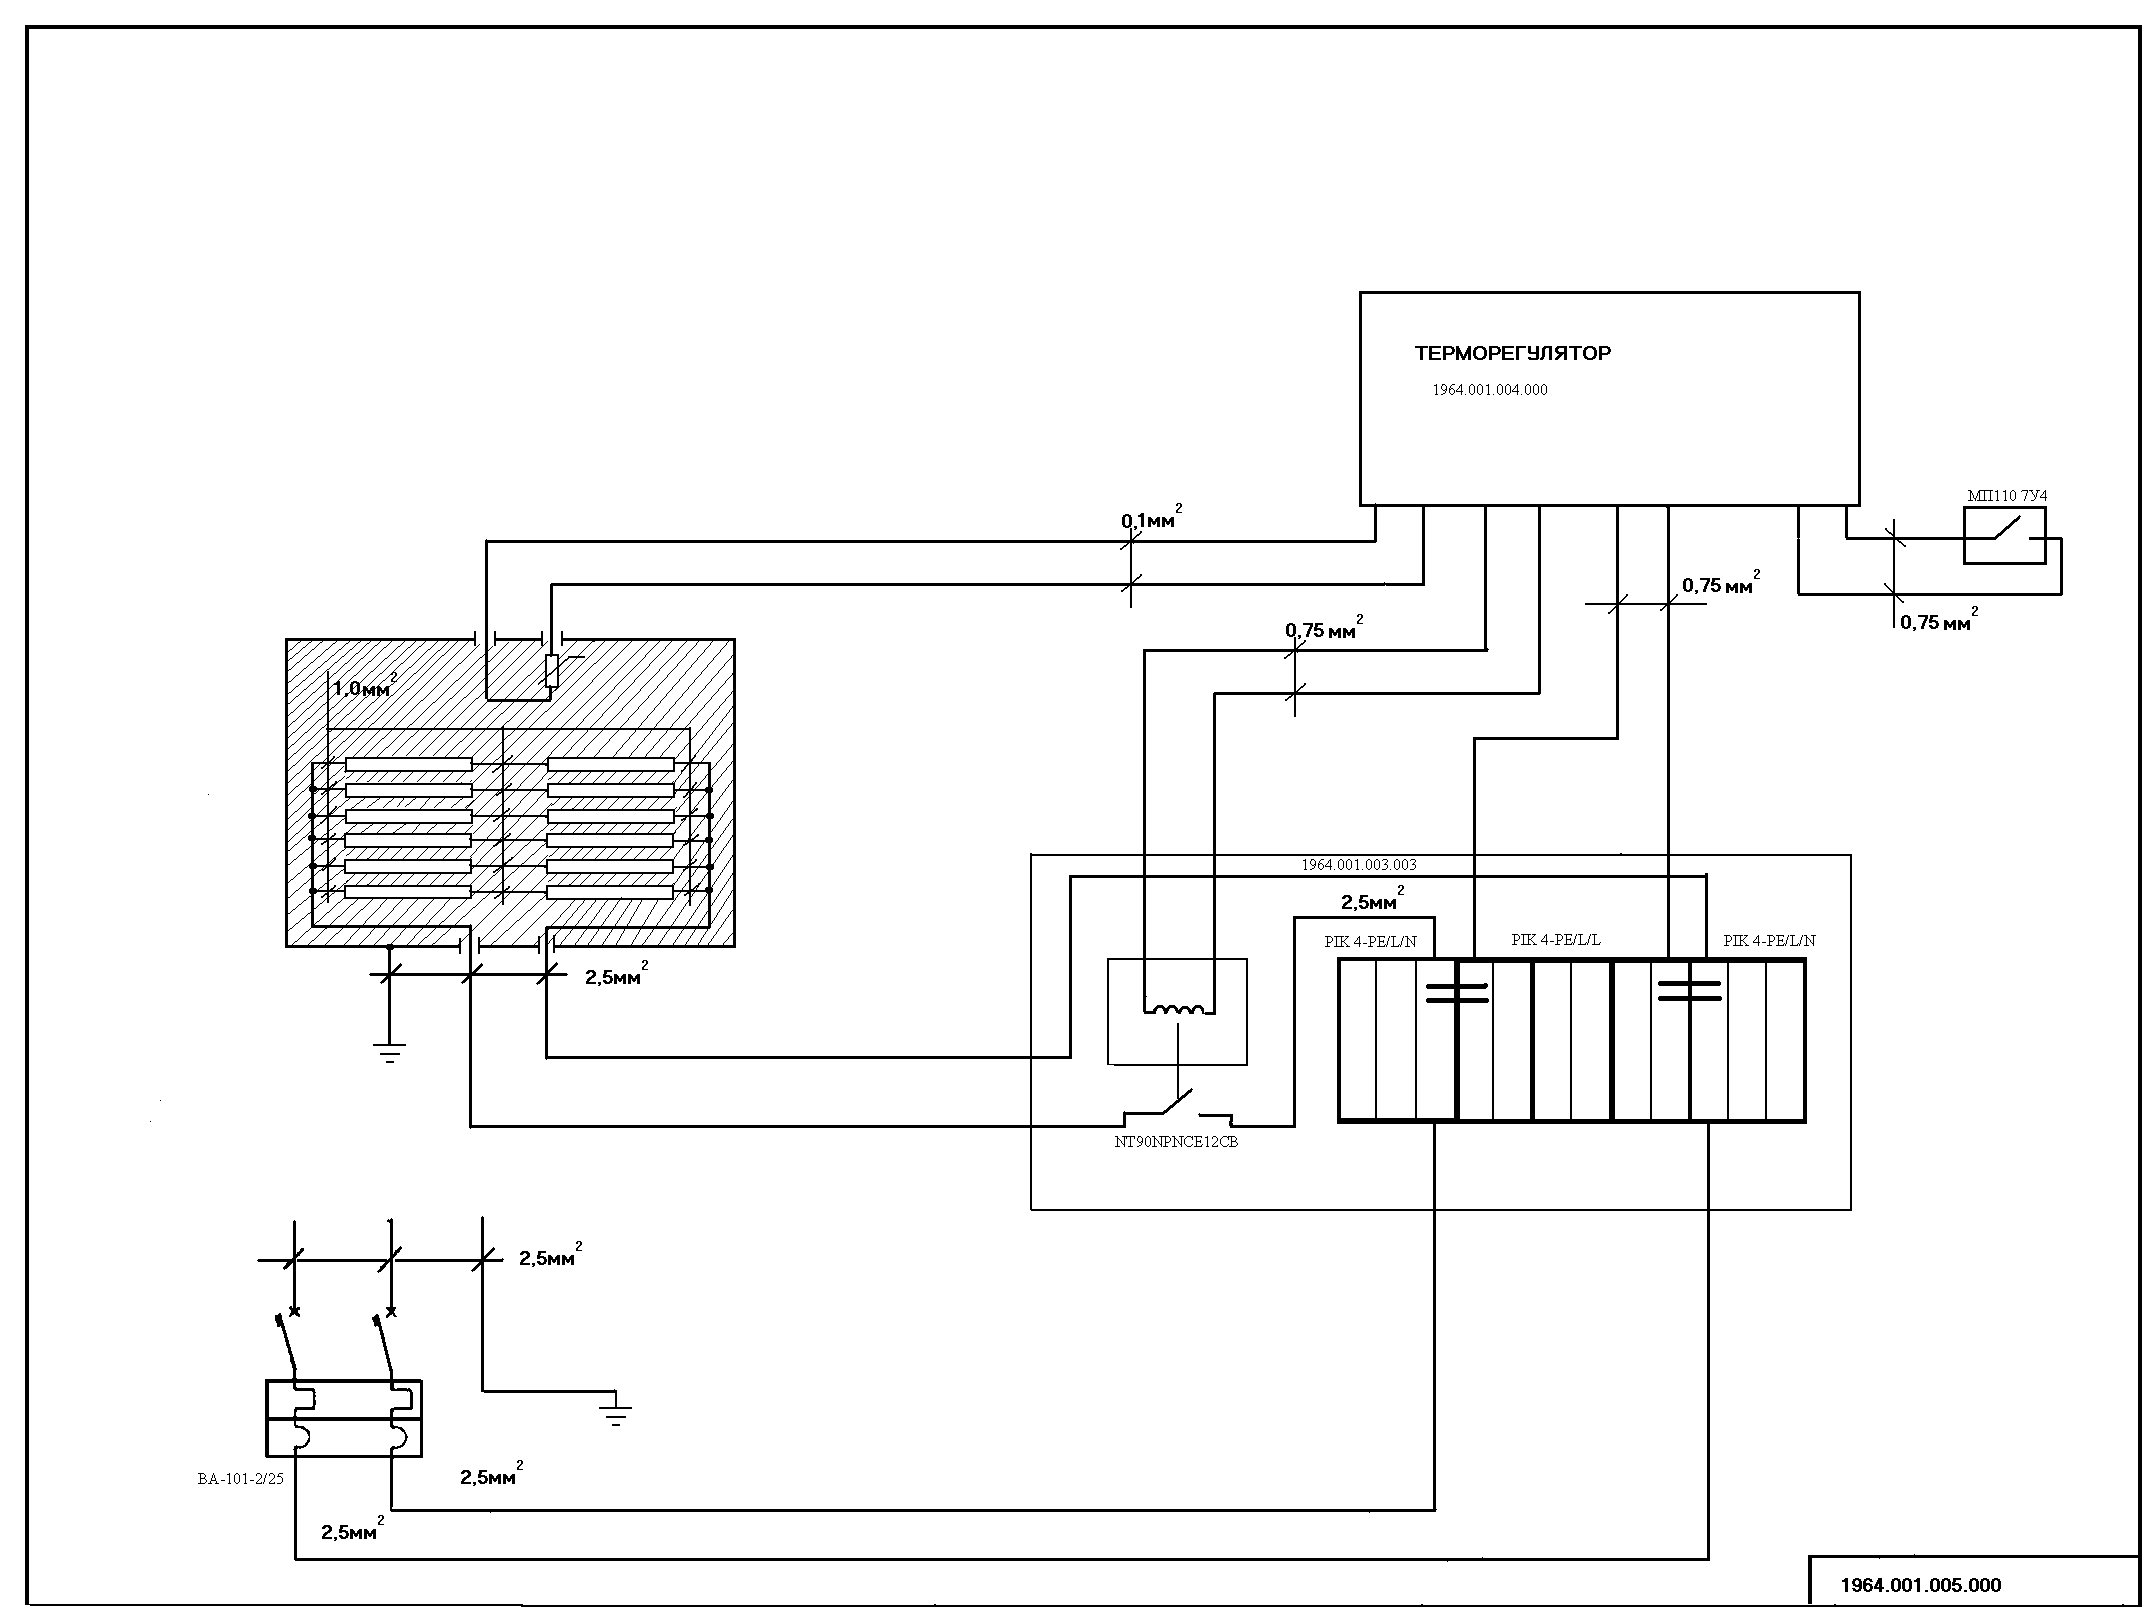 ТЕРМОРЕГУЛЯТОР
1964.001.004.000
МП110 7У4
0,1мм²
0,75 мм²
0,75 мм²
0,75 мм²
1,0мм²
1964.001.003.003
2,5мм²
PIK 4-PE/L/N
PIK 4-PE/L/L
PIK 4-PE/L/N
2,5мм²
NT90NPNCE12CB
2,5мм²
ВА-101-2/25
2,5мм²
2,5мм²
1964.001.005.000